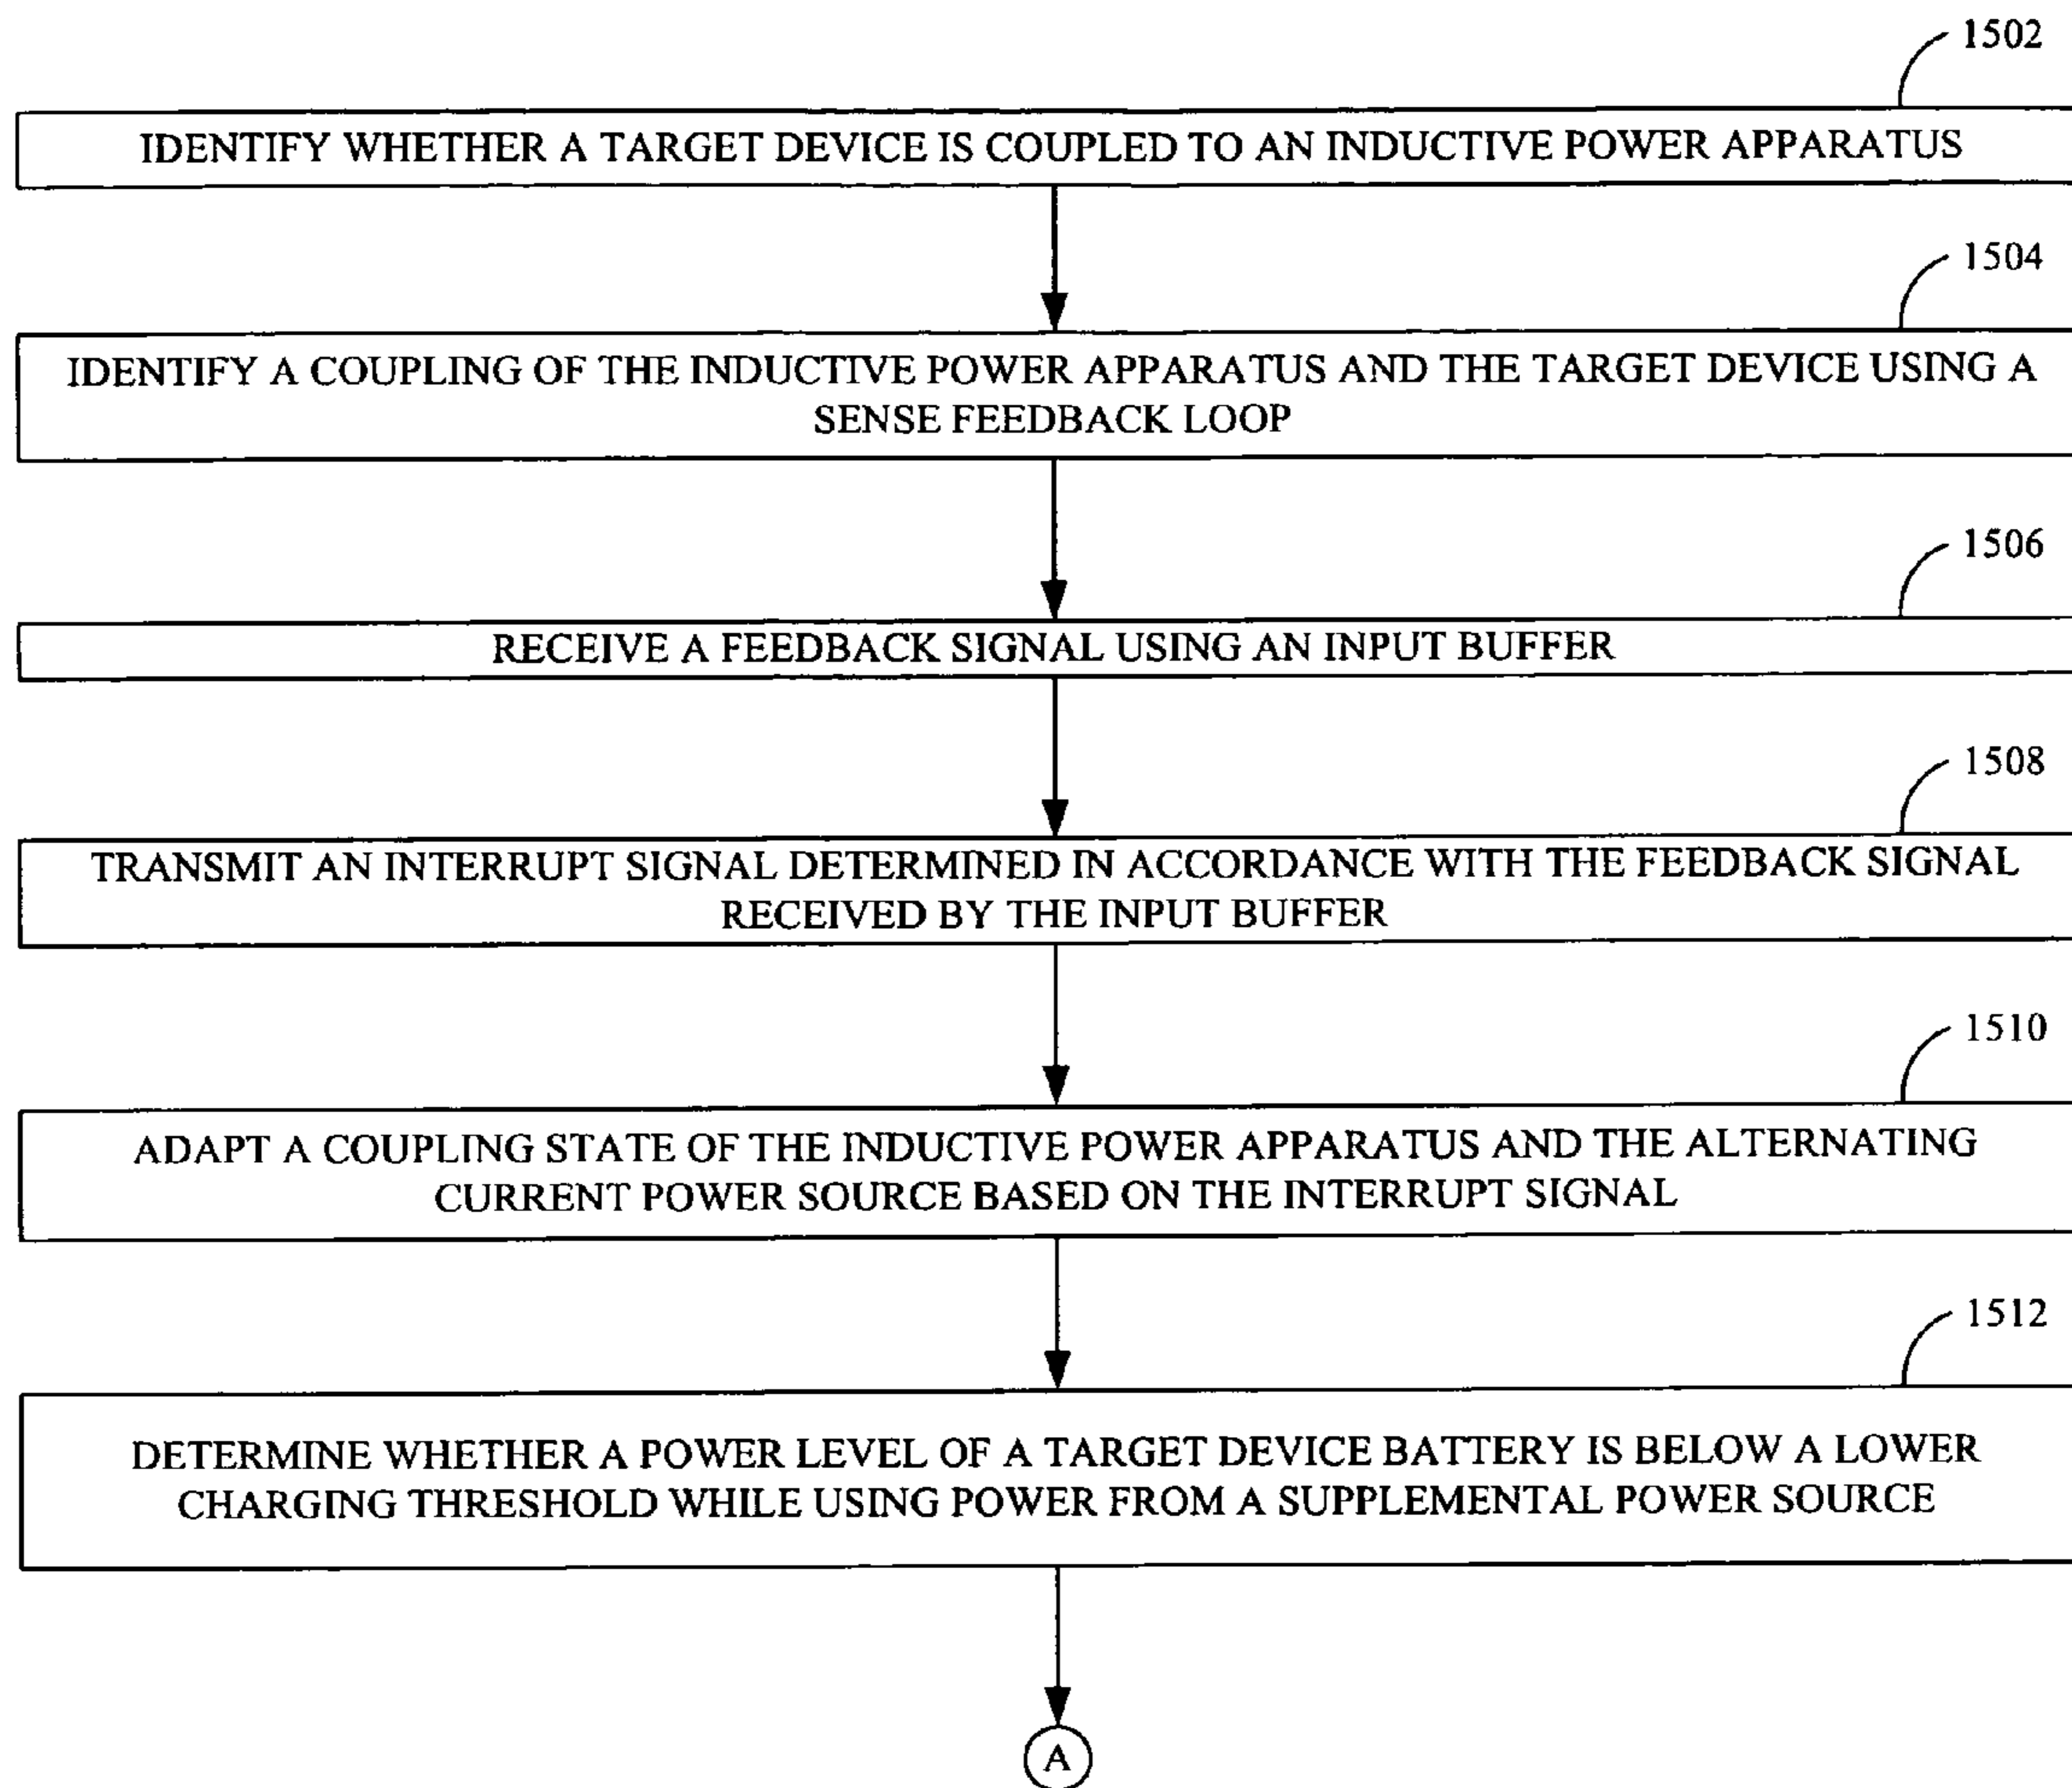 1502
IDENTIFY WHETHER A TARGET DEVICE IS COUPLED TO AN INDUCTIVE POWER APPARATUS
1504
IDENTIFY A COUPLING OF THE INDUCTIVE POWER APPARATUS AND THE TARGET DEVICE USING A
SENSE FEEDBACK LOOP
1506
RECEIVE A FEEDBACK SIGNAL USING AN INPUT BUFFER
1508
TRANSMIT AN INTERRUPT SIGNAL DETERMINED IN ACCORDANCE WITH THE FEEDBACK SIGNAL
RECEIVED BY THE INPUT BUFFER
1510
ADAPT A COUPLING STATE OF THE INDUCTIVE POWER APPARATUS AND THE ALTERNATING
CURRENT POWER SOURCE BASED ON THE INTERRUPT SIGNAL
1512
DETERMINE WHETHER A POWER LEVEL OF A TARGET DEVICE BATTERY IS BELOW A LOWER
CHARGING THRESHOLD WHILE USING POWER FROM A SUPPLEMENTAL POWER SOURCE
A